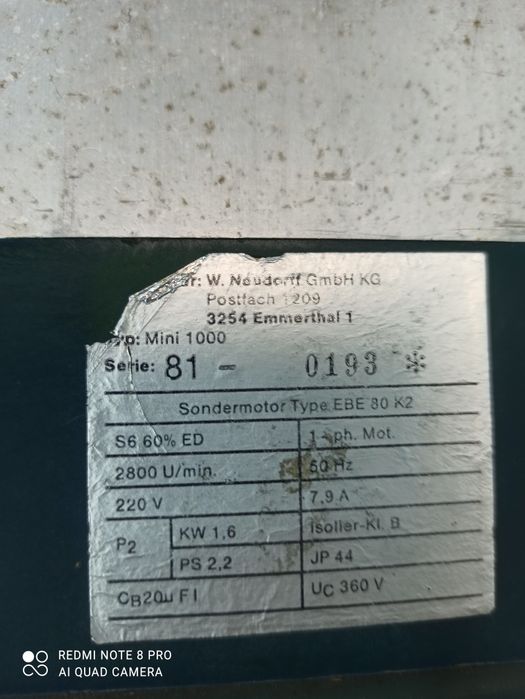 r: W. Neudorff GmbH KG
Postfach 1209
3254 Emmerthal 1
p: Mini 1000
Serie: 81 - 0193 *
Sondermotor Type EBE 80 K2
S6 60% ED 1 - ph. Mot.
2800 U/min. 50 Hz
220 V 7,9 A
P2 KW 1,6 Isolier-Kl. B
PS 2,2 JP 44
CB20µ F I UC 360 V
REDMI NOTE 8 PRO
AI QUAD CAMERA